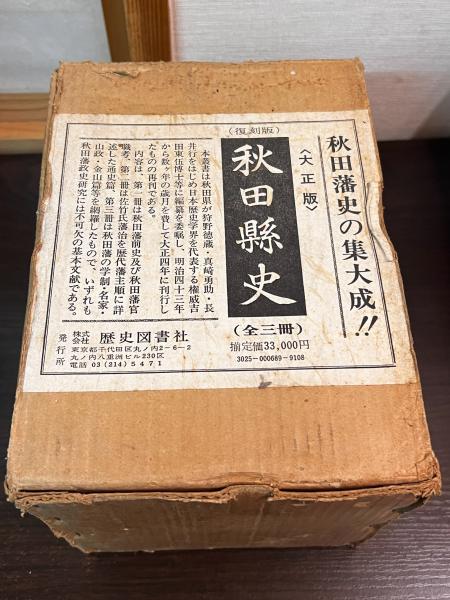 秋田藩史の集大成!!
〈大正版〉
(復刻版)
秋田縣史
(全三冊)
揃定価33,000円
3025-000689-9108
本叢書は秋田県が狩野徳蔵・真崎勇助・長
井行をはじめ日本歴史学界を代表する権威吉
田東伍博士等に編纂を委嘱し、明治四十三年
から数ヶ年の歳月を費して大正四年に刊行し
たものの再刊である。
内容は、第一冊は秋田藩前史及び秋田藩官
職考、第二冊は佐竹氏藩治を歴代藩主順に詳
述した通史篇、第三冊は秋田藩の学制・名家・
山政・金山篇等を網羅したもので、いずれも
秋田藩政史研究には不可欠の基本文献である。
発行所
株式会社 歴史図書社
東京都千代田区丸ノ内2-6-2
丸ノ内八重洲ビル230区
電話 03(214)5471